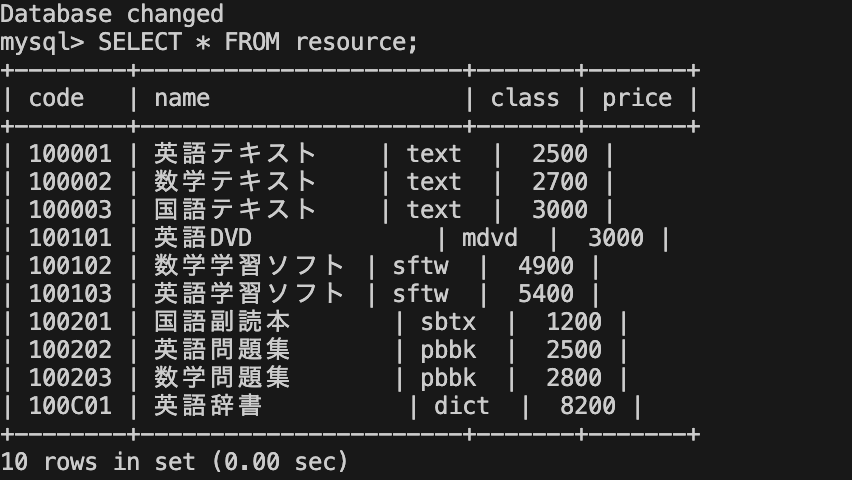 Database changed
mysql> SELECT * FROM resource;
+--------+------------------------+-------+-------+
| code   | name                   | class | price |
+--------+------------------------+-------+-------+
| 100001 | 英語テキスト     | text  |  2500 |
| 100002 | 数学テキスト     | text  |  2700 |
| 100003 | 国語テキスト     | text  |  3000 |
| 100101 | 英語DVD              | mdvd  |  3000 |
| 100102 | 数学学習ソフト | sftw  |  4900 |
| 100103 | 英語学習ソフト | sftw  |  5400 |
| 100201 | 国語副読本        | sbtx  |  1200 |
| 100202 | 英語問題集         | pbbk  |  2500 |
| 100203 | 数学問題集         | pbbk  |  2800 |
| 100C01 | 英語辞書           | dict  |  8200 |
+--------+------------------------+-------+-------+
10 rows in set (0.00 sec)